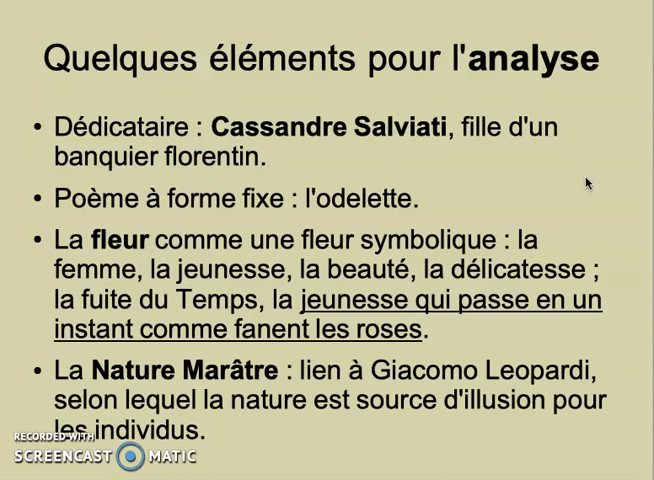 Quelques éléments pour l'analyse
• Dédicataire : Cassandre Salviati, fille d'un
banquier florentin.
• Poème à forme fixe : l'odelette.
• La fleur comme une fleur symbolique : la
femme, la jeunesse, la beauté, la délicatesse ;
la fuite du Temps, la jeunesse qui passe en un
instant comme fanent les roses.
• La Nature Marâtre : lien à Giacomo Leopardi,
selon lequel la nature est source d'illusion pour
les individus.
RECORDED WITH
SCREENCAST MATIC